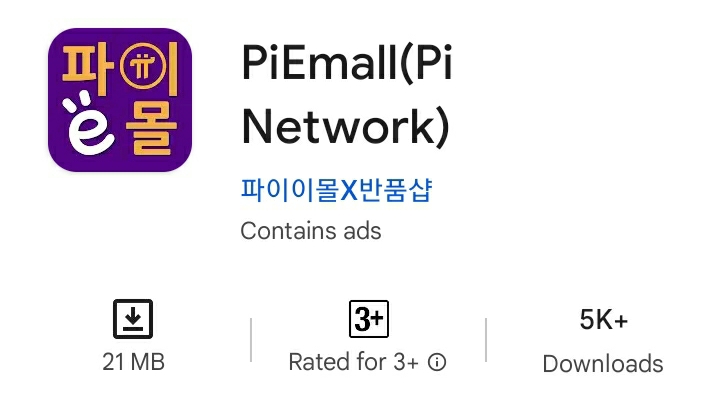 파이
e몰
PiEmall(Pi
Network)
파이이몰X반품샵
Contains ads
3+
5K+
21 MB
Rated for 3+
Downloads